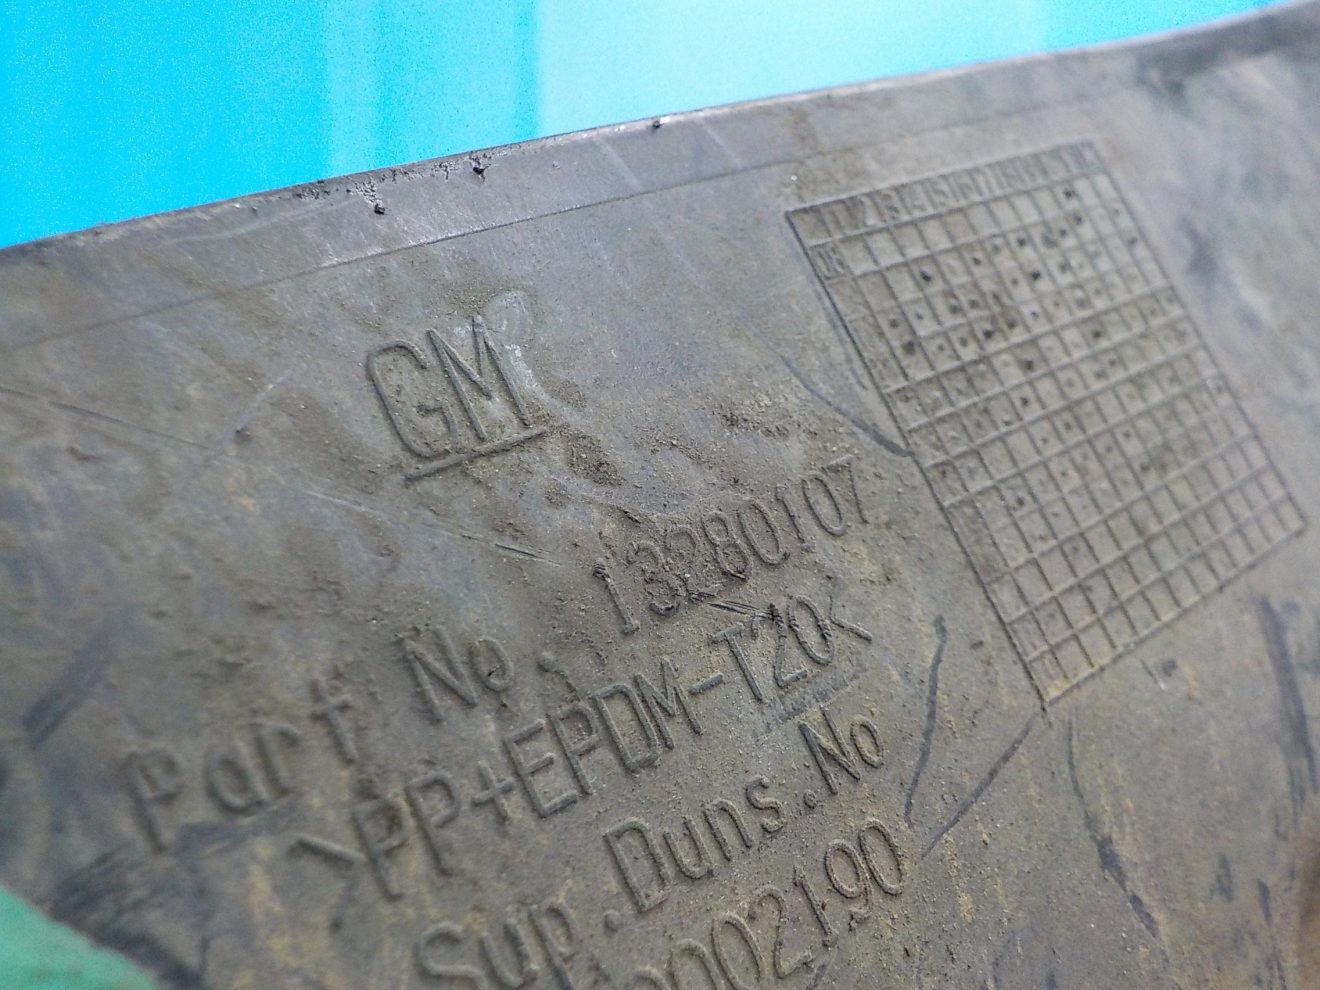 GM
Part No. 13280107
>PP+EPDM-T20<
Sup.Duns.No